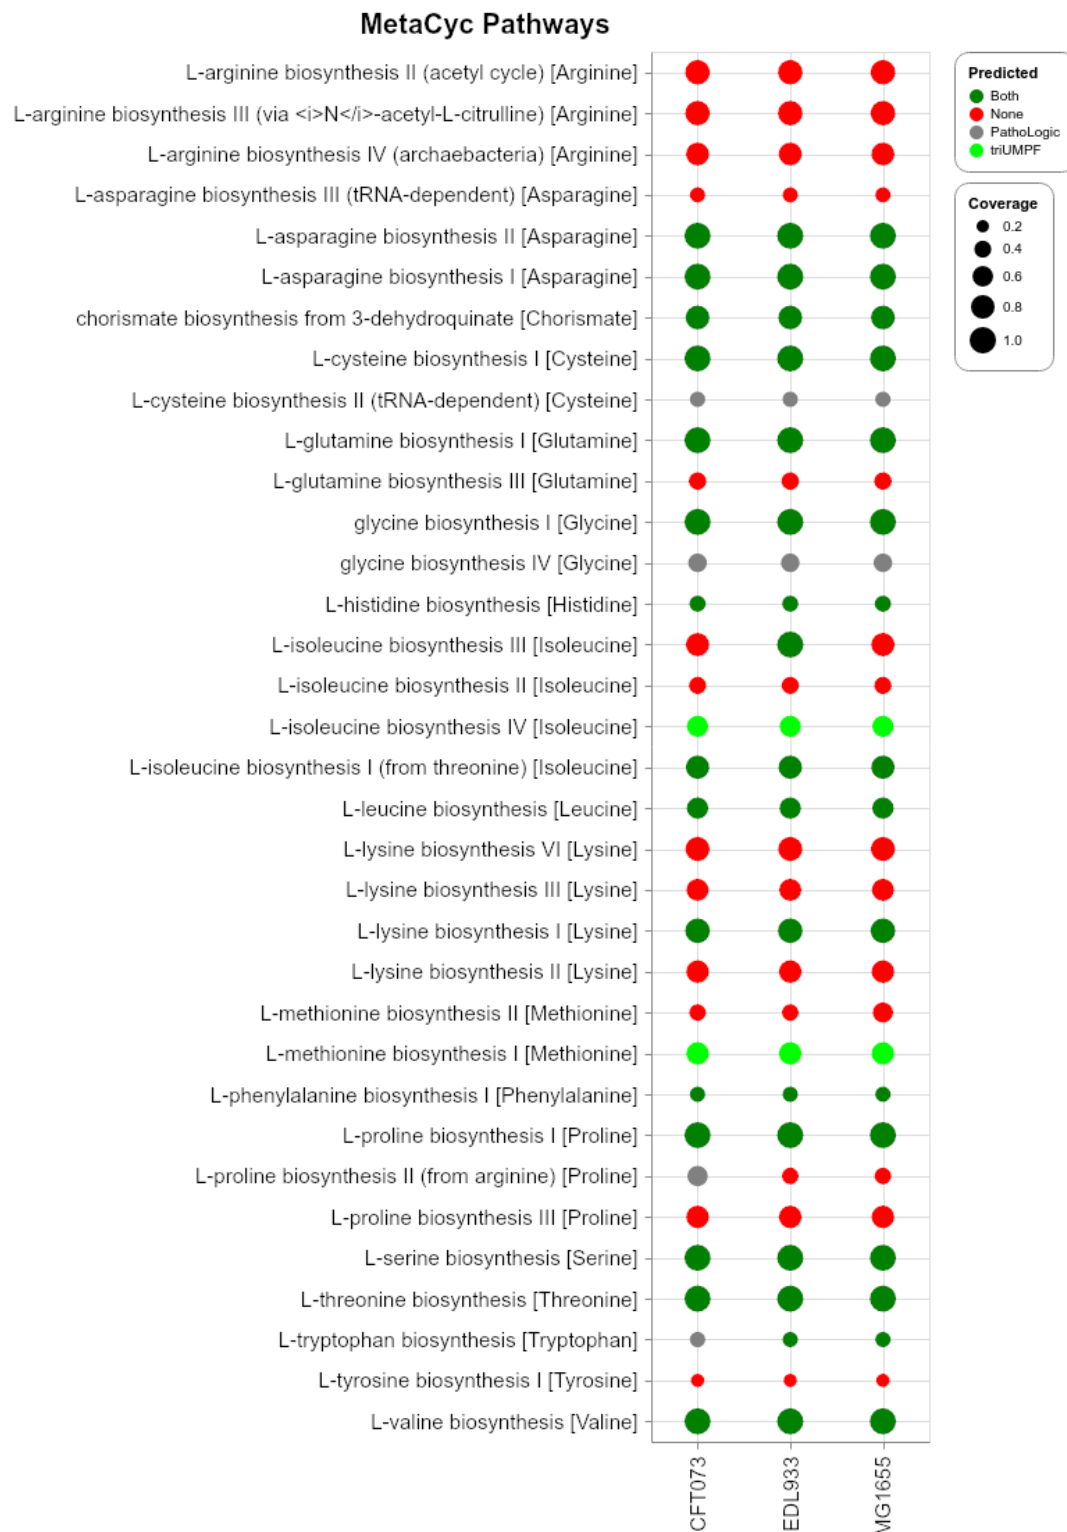 MetaCyc Pathways
L-arginine biosynthesis II (acetyl cycle) [Arginine]
L-arginine biosynthesis III (via <i>N</i>-acetyl-L-citrulline) [Arginine]
L-arginine biosynthesis IV (archaebacteria) [Arginine]
L-asparagine biosynthesis III (tRNA-dependent) [Asparagine]
L-asparagine biosynthesis II [Asparagine]
L-asparagine biosynthesis I [Asparagine]
chorismate biosynthesis from 3-dehydroquinate [Chorismate]
L-cysteine biosynthesis I [Cysteine]
L-cysteine biosynthesis II (tRNA-dependent) [Cysteine]
L-glutamine biosynthesis I [Glutamine]
L-glutamine biosynthesis III [Glutamine]
glycine biosynthesis I [Glycine]
glycine biosynthesis IV [Glycine]
L-histidine biosynthesis [Histidine]
L-isoleucine biosynthesis III [Isoleucine]
L-isoleucine biosynthesis II [Isoleucine]
L-isoleucine biosynthesis IV [Isoleucine]
L-isoleucine biosynthesis I (from threonine) [Isoleucine]
L-leucine biosynthesis [Leucine]
L-lysine biosynthesis VI [Lysine]
L-lysine biosynthesis III [Lysine]
L-lysine biosynthesis I [Lysine]
L-lysine biosynthesis II [Lysine]
L-methionine biosynthesis II [Methionine]
L-methionine biosynthesis I [Methionine]
L-phenylalanine biosynthesis I [Phenylalanine]
L-proline biosynthesis I [Proline]
L-proline biosynthesis II (from arginine) [Proline]
L-proline biosynthesis III [Proline]
L-serine biosynthesis [Serine]
L-threonine biosynthesis [Threonine]
L-tryptophan biosynthesis [Tryptophan]
L-tyrosine biosynthesis I [Tyrosine]
L-valine biosynthesis [Valine]
CFT073
EDL933
MG1655
Predicted
Both
None
PathoLogic
triUMPF
Coverage
0.2
0.4
0.6
0.8
1.0